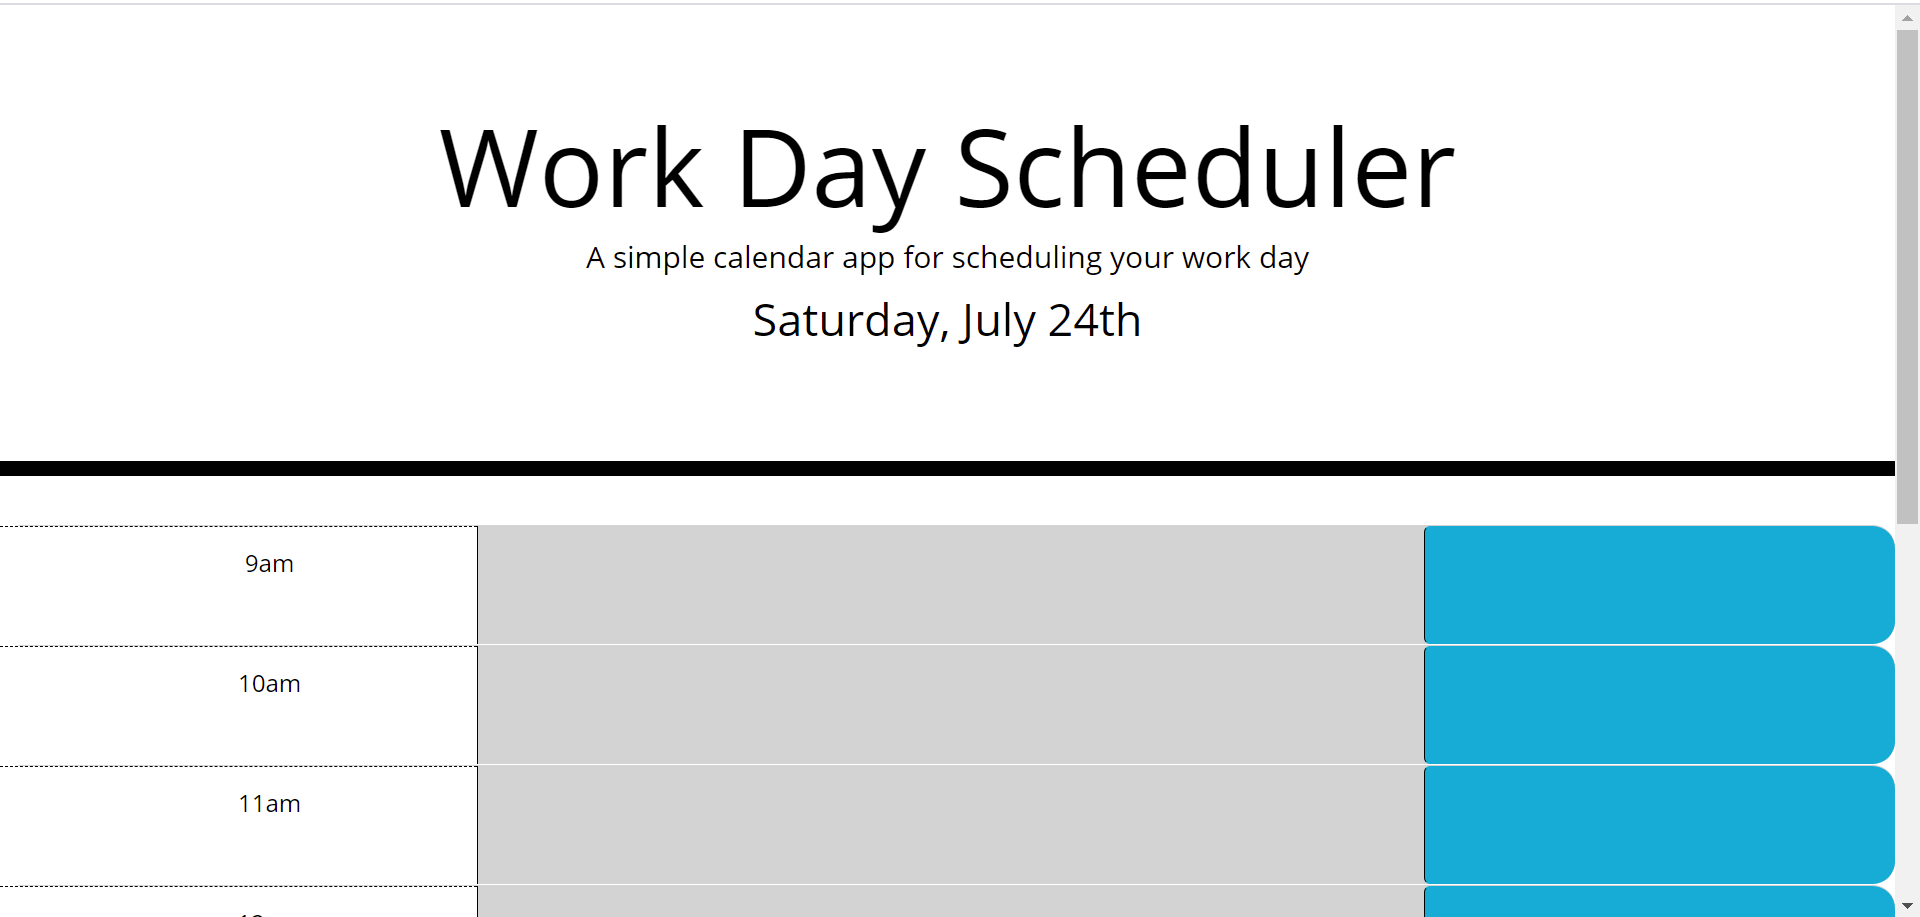 Work Day Scheduler
A simple calendar app for scheduling your work day
Saturday, July 24th
9am
10am
11am